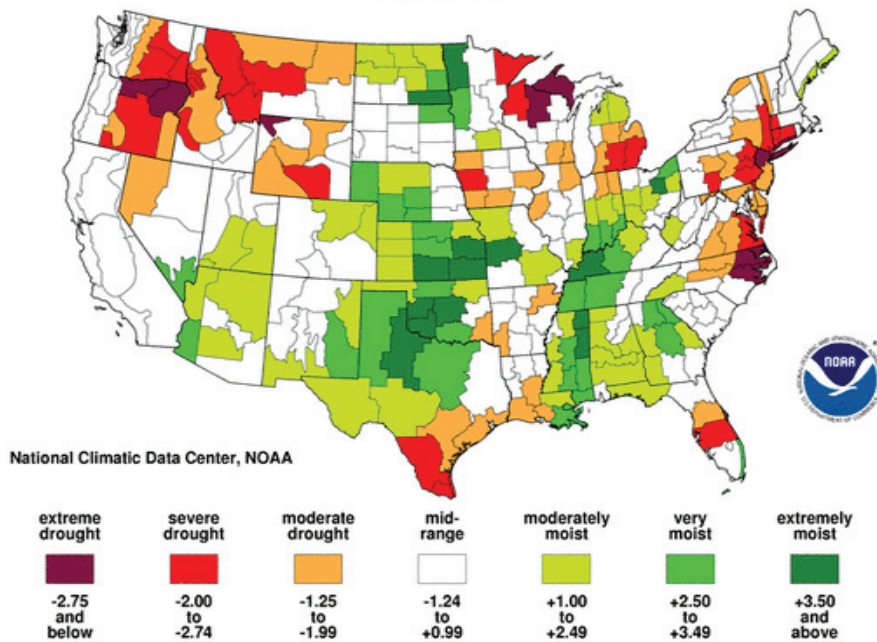 National Climatic Data Center, NOAA
NOAA
extreme drought
severe drought
moderate drought
mid-range
moderately moist
very moist
extremely moist
-2.75 and below
-2.00 to -2.74
-1.25 to -1.99
-1.24 to +0.99
+1.00 to +2.49
+2.50 to +3.49
+3.50 and above